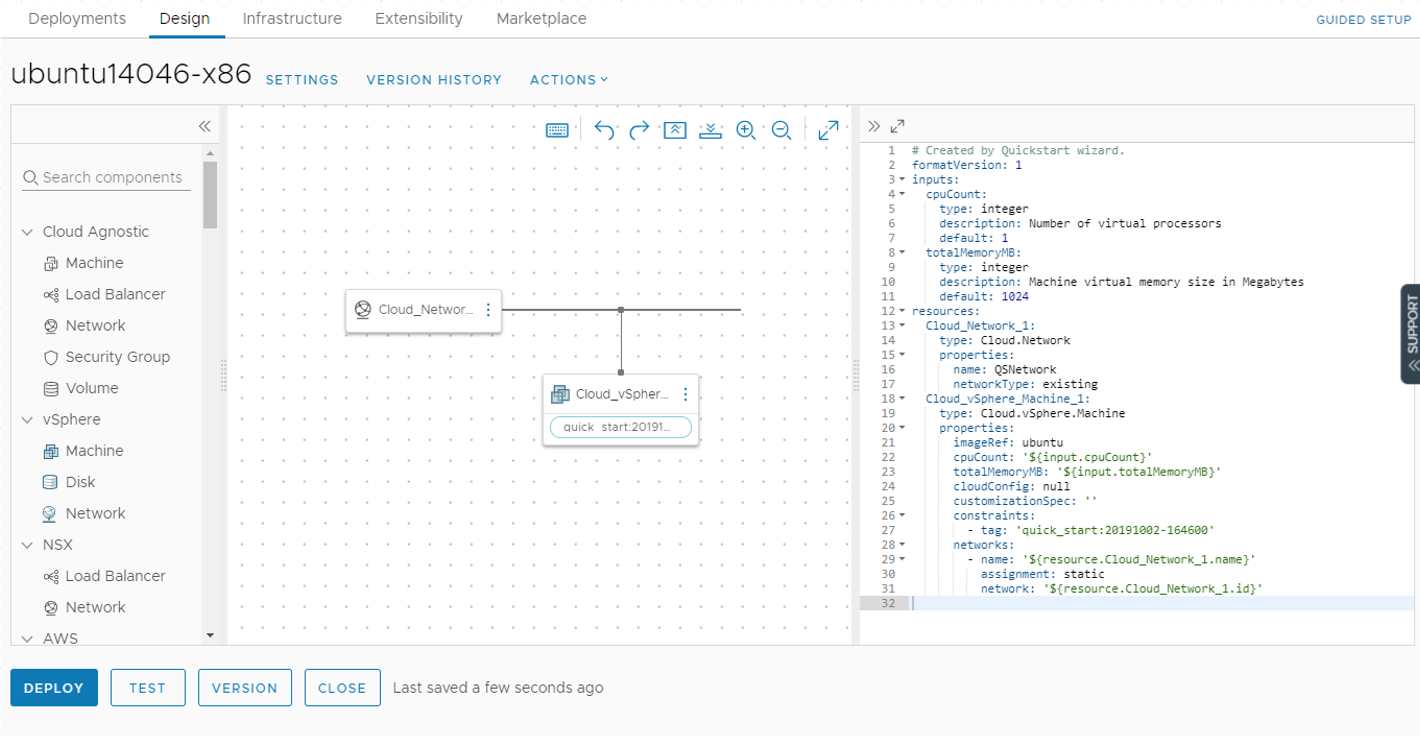 Deployments Design Infrastructure Extensibility Marketplace GUIDED SETUP
ubuntu14046-x86 SETTINGS VERSION HISTORY ACTIONS
Search components
Cloud Agnostic
Machine
Load Balancer
Network
Security Group
Volume
vSphere
Machine
Disk
Network
NSX
Load Balancer
Network
AWS
Cloud_Networ...
Cloud_vSpher...
quick_start:20191...
1 # Created by Quickstart wizard.
2 formatVersion: 1
3 inputs:
4 cpuCount:
5 type: integer
6 description: Number of virtual processors
7 default: 1
8 totalMemoryMB:
9 type: integer
10 description: Machine virtual memory size in Megabytes
11 default: 1024
12 resources:
13 Cloud_Network_1:
14 type: Cloud.Network
15 properties:
16 name: QSNetwork
17 networkType: existing
18 Cloud_vSphere_Machine_1:
19 type: Cloud.vSphere.Machine
20 properties:
21 imageRef: ubuntu
22 cpuCount: '${input.cpuCount}'
23 totalMemoryMB: '${input.totalMemoryMB}'
24 cloudConfig: null
25 customizationSpec: ''
26 constraints:
27 - tag: 'quick_start:20191002-164600'
28 networks:
29 - name: '${resource.Cloud_Network_1.name}'
30 assignment: static
31 network: '${resource.Cloud_Network_1.id}'
32
SUPPORT
DEPLOY TEST VERSION CLOSE Last saved a few seconds ago